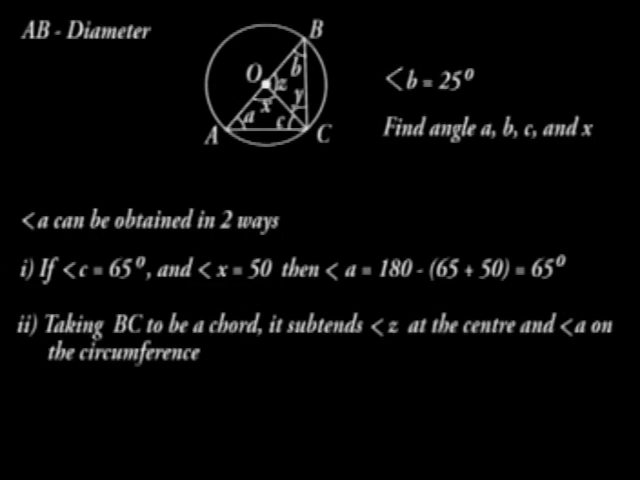 AB - Diameter
B
O
b
z
y
x
a
c
A
C
<b = 25⁰
Find angle a, b, c, and x
<a can be obtained in 2 ways
i) If <c = 65⁰, and <x = 50 then <a = 180 - (65 + 50) = 65⁰
ii) Taking BC to be a chord, it subtends <z at the centre and <a on
the circumference